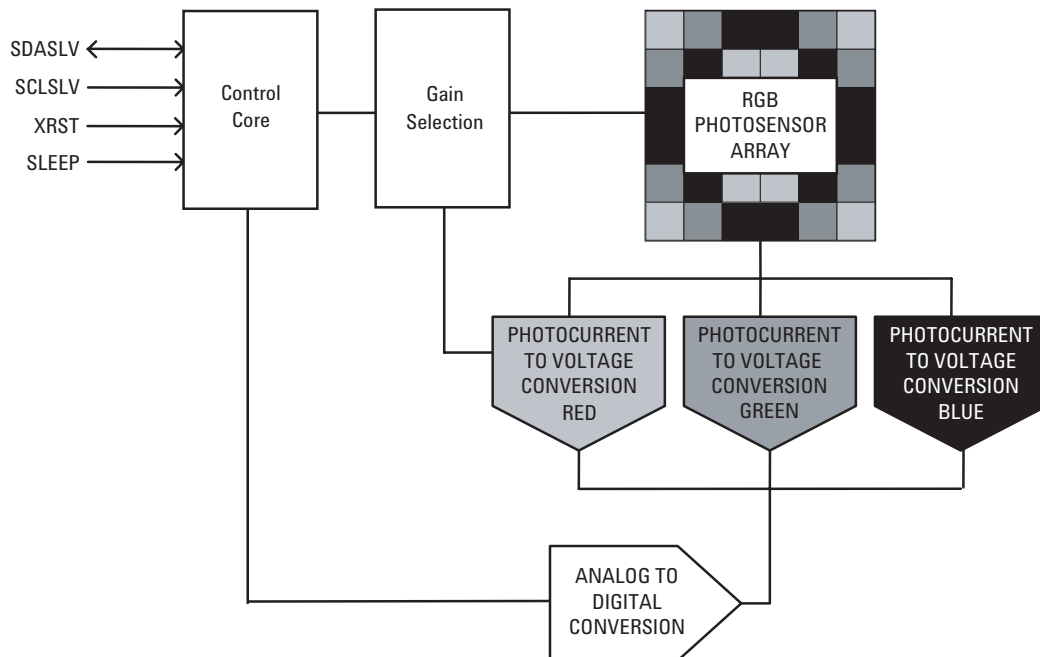 SDASLV
SCLSLV
XRST
SLEEP
Control
Core
Gain
Selection
RGB
PHOTOSENSOR
ARRAY
PHOTOCURRENT
TO VOLTAGE
CONVERSION
RED
PHOTOCURRENT
TO VOLTAGE
CONVERSION
GREEN
PHOTOCURRENT
TO VOLTAGE
CONVERSION
BLUE
ANALOG TO
DIGITAL
CONVERSION